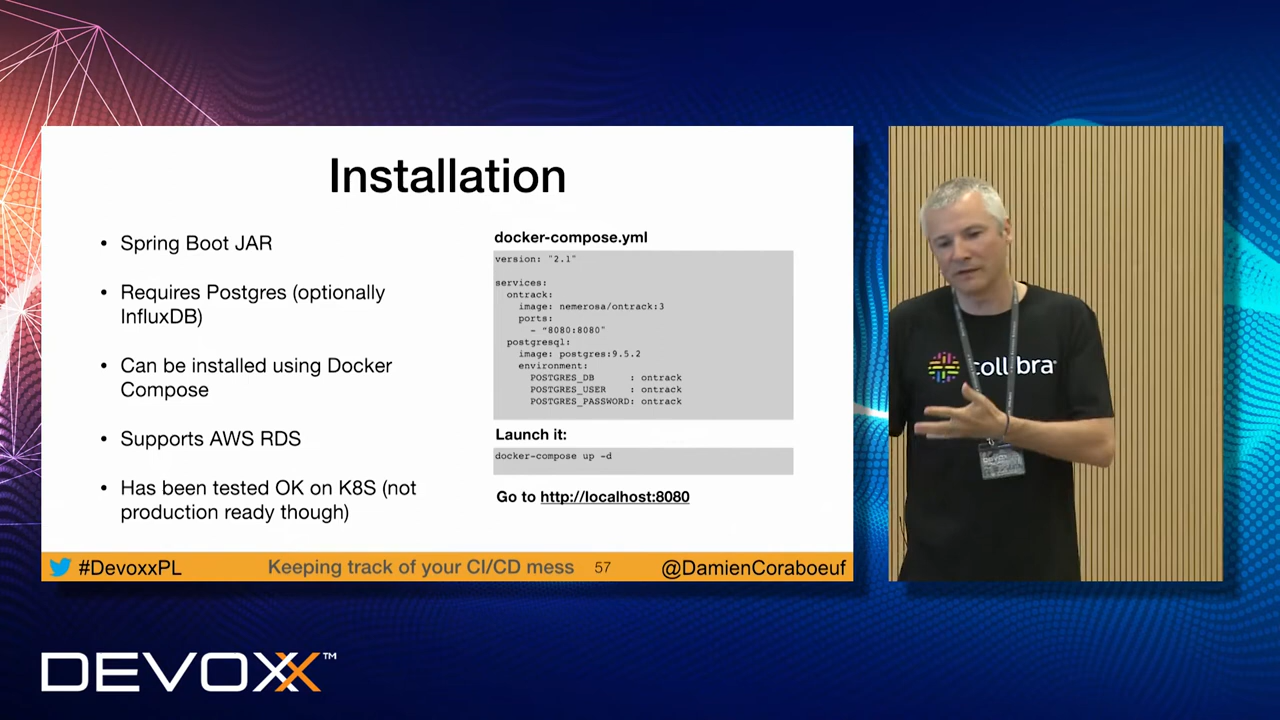 Installation
• Spring Boot JAR
• Requires Postgres (optionally
InfluxDB)
• Can be installed using Docker
Compose
• Supports AWS RDS
• Has been tested OK on K8S (not
production ready though)
docker-compose.yml
version: "2.1"
services:
ontrack:
image: nemerosa/ontrack:3
ports:
- "8080:8080"
postgresql:
image: postgres:9.5.2
environment:
POSTGRES_DB : ontrack
POSTGRES_USER : ontrack
POSTGRES_PASSWORD: ontrack
Launch it:
docker-compose up -d
Go to http://localhost:8080
#DevoxxPL
Keeping track of your CI/CD mess
57
@DamienCoraboeuf
collibra
DEVOXX
DEVOXX™